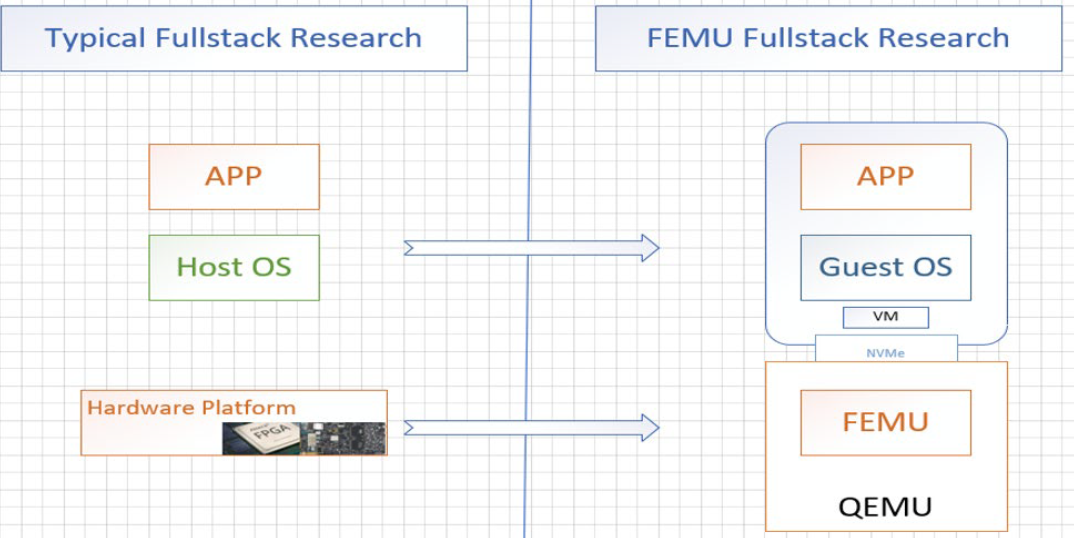 Typical Fullstack Research
FEMU Fullstack Research
APP
Host OS
Hardware Platform
FPGA
APP
Guest OS
VM
NVMe
FEMU
QEMU